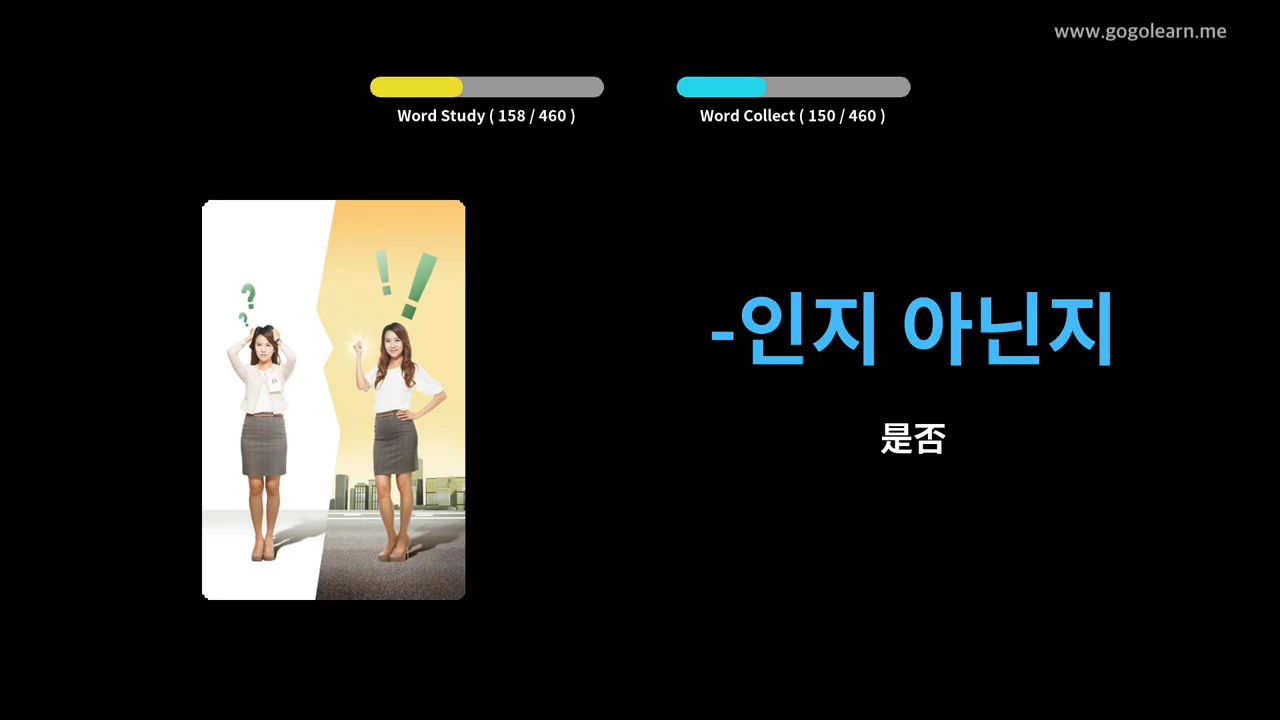 www.gogolearn.me
Word Study ( 158 / 460 )
Word Collect ( 150 / 460 )
? ?
! !
-인지 아닌지
是否